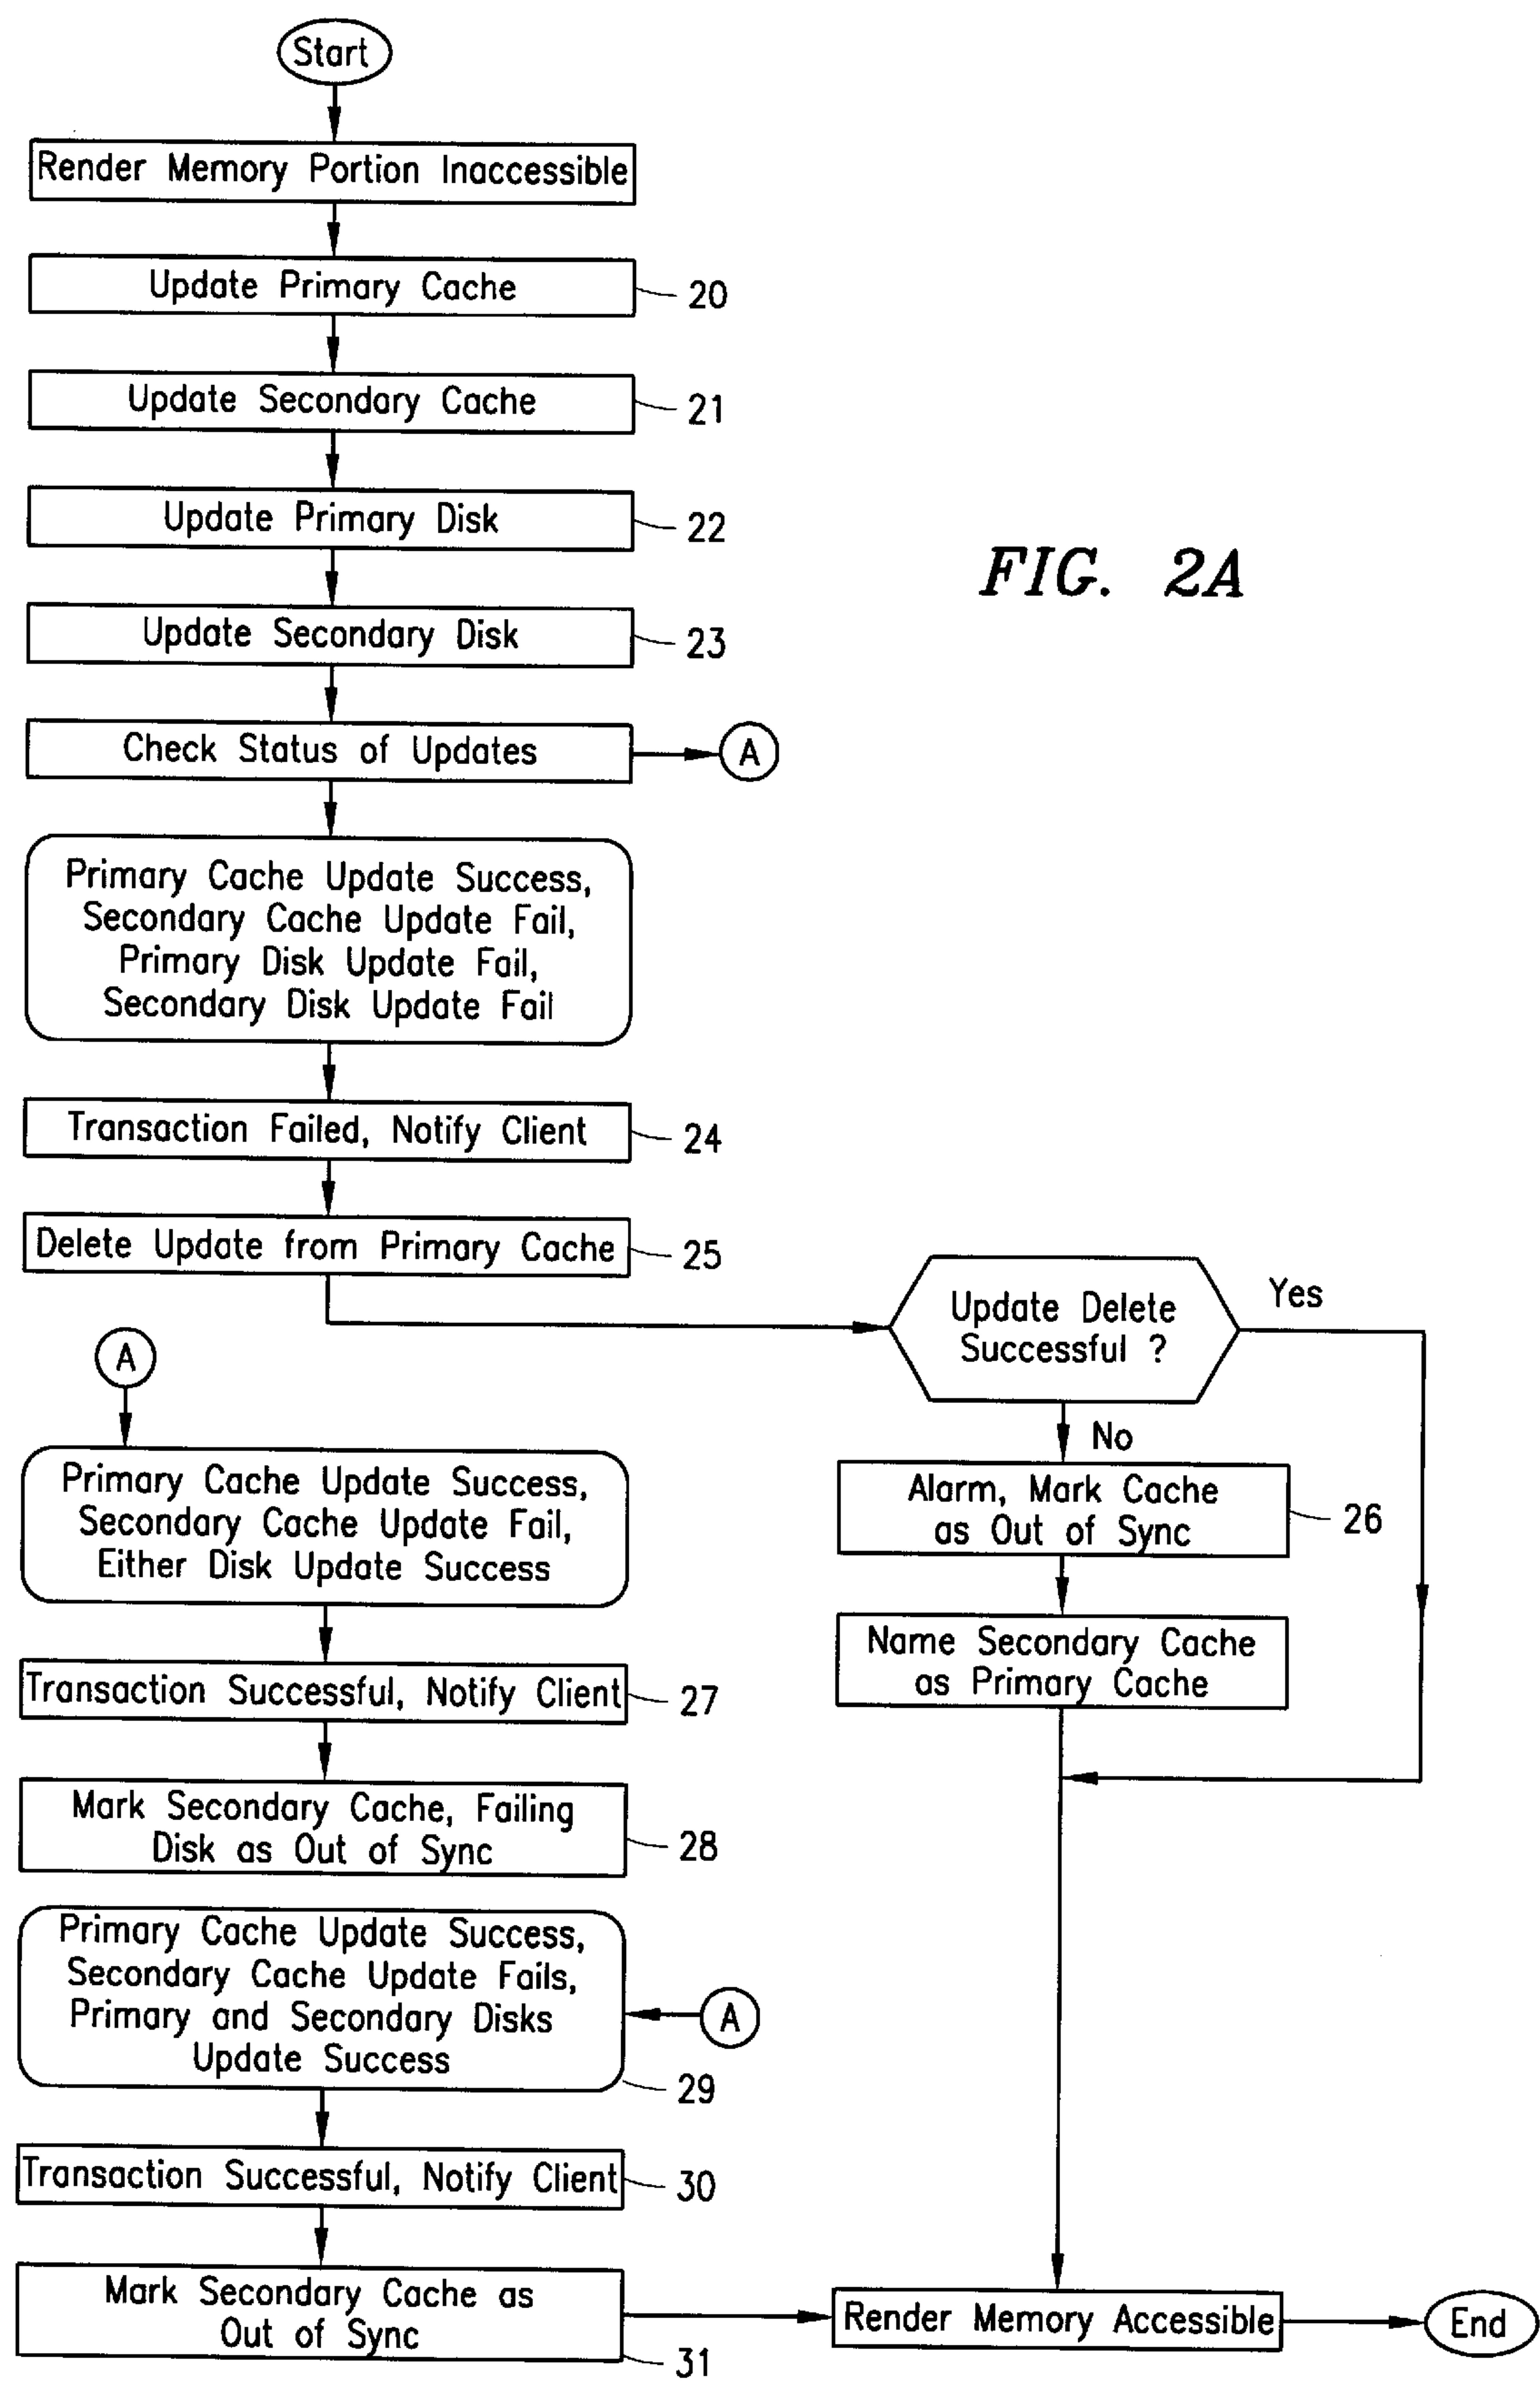 Start
Render Memory Portion Inaccessible
Update Primary Cache
20
Update Secondary Cache
21
Update Primary Disk
22
FIG. 2A
Update Secondary Disk
23
Check Status of Updates
A
Primary Cache Update Success,
Secondary Cache Update Fail,
Primary Disk Update Fail,
Secondary Disk Update Fail
Transaction Failed, Notify Client
24
Delete Update from Primary Cache
25
Update Delete
Successful ?
Yes
No
Alarm, Mark Cache
as Out of Sync
26
Name Secondary Cache
as Primary Cache
A
Primary Cache Update Success,
Secondary Cache Update Fail,
Either Disk Update Success
Transaction Successful, Notify Client
27
Mark Secondary Cache, Failing
Disk as Out of Sync
28
Primary Cache Update Success,
Secondary Cache Update Fails,
Primary and Secondary Disks
Update Success
A
29
Transaction Successful, Notify Client
30
Mark Secondary Cache as
Out of Sync
31
Render Memory Accessible
End